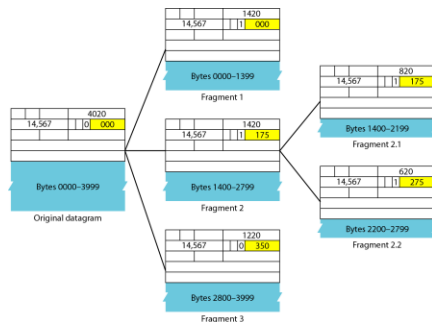 4020
14,567 0 000
Bytes 0000–3999
Original datagram
1420
14,567 1 000
Bytes 0000–1399
Fragment 1
1420
14,567 1 175
Bytes 1400–2799
Fragment 2
1220
14,567 0 350
Bytes 2800–3999
Fragment 3
820
14,567 1 175
Bytes 1400–2199
Fragment 2.1
620
14,567 1 275
Bytes 2200–2799
Fragment 2.2